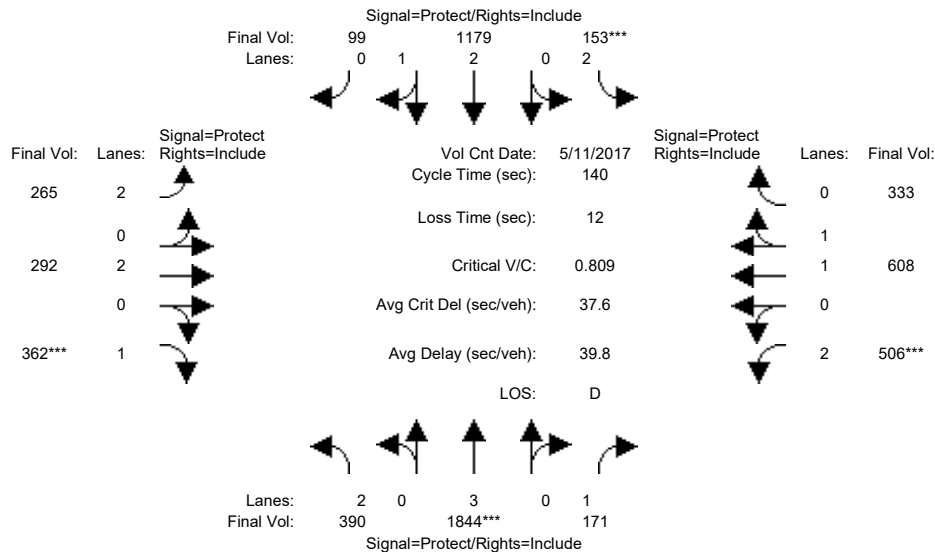 Signal=Protect/Rights=Include
Final Vol: 99 1179 153***
Lanes: 0 1 2 0 2
Signal=Protect
Final Vol: Lanes: Rights=Include
Vol Cnt Date: 5/11/2017
Signal=Protect
Rights=Include Lanes: Final Vol:
Cycle Time (sec): 140
265 2 0 333
Loss Time (sec): 12
0 1
292 2 Critical V/C: 0.809 1 608
0 Avg Crit Del (sec/veh): 37.6 0
362*** 1 Avg Delay (sec/veh): 39.8 2 506***
LOS: D
Lanes: 2 0 3 0 1
Final Vol: 390 1844*** 171
Signal=Protect/Rights=Include